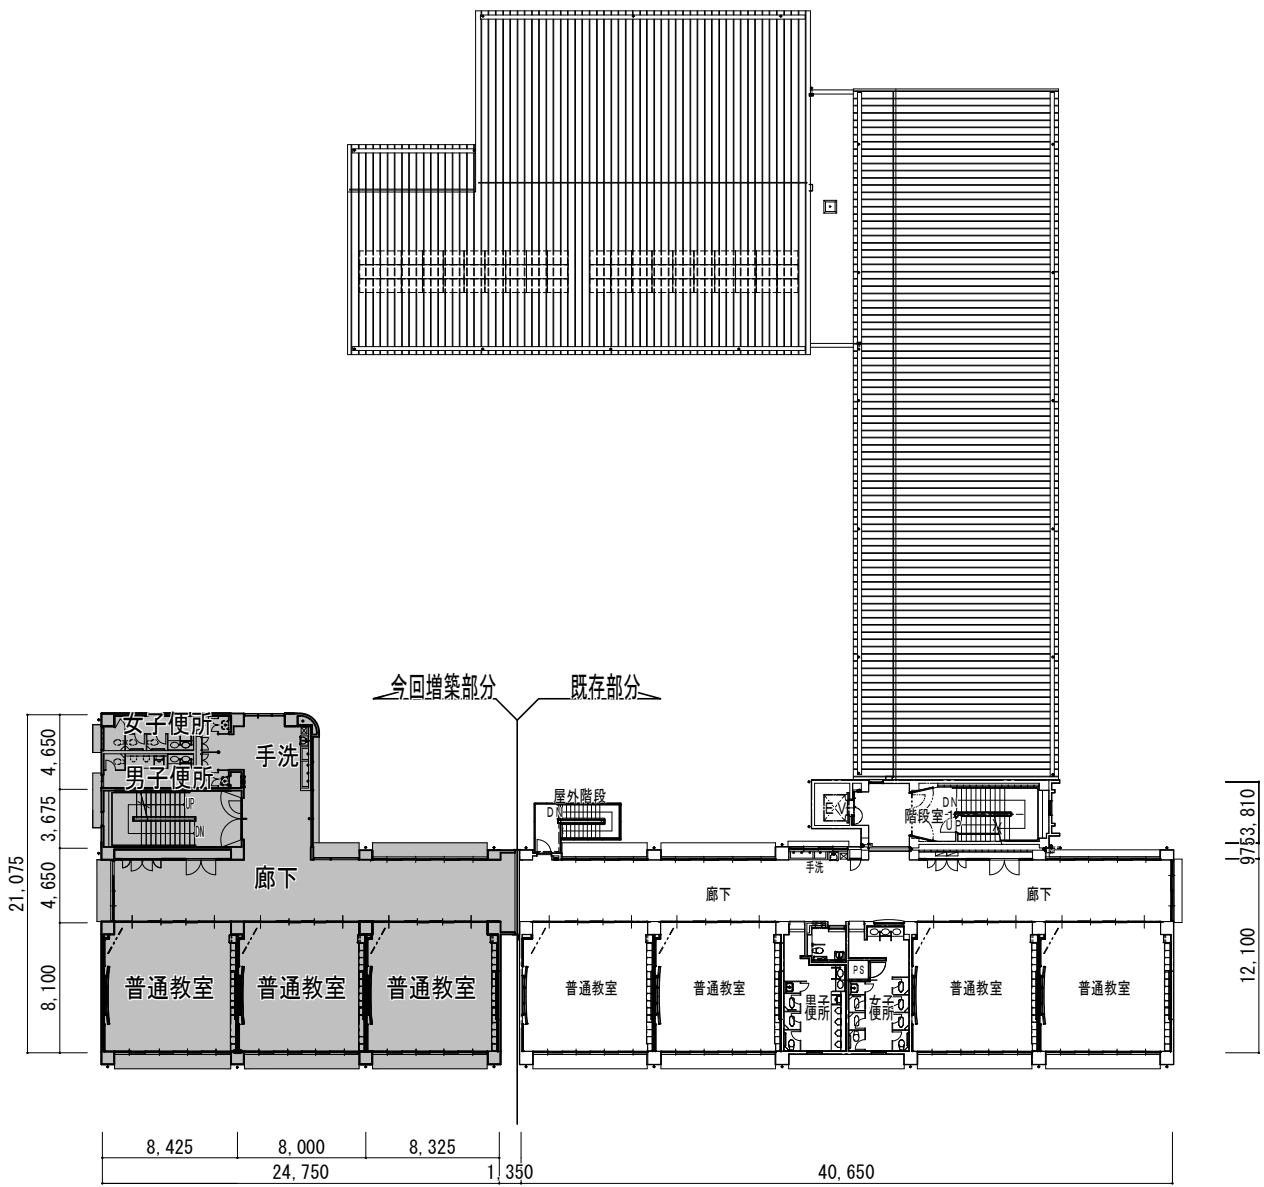 今回増築部分
既存部分
女子便所
手洗
男子便所
UP
DN
屋外階段
DN
EV
階段室-1
DN
UP
手洗
廊下
廊下
廊下
普通教室
普通教室
普通教室
普通教室
普通教室
男子
便所
PS
女子
便所
普通教室
普通教室
4,650
3,675
4,650
8,100
21,075
3,810
975
12,100
8,425
8,000
8,325
24,750
1,350
40,650